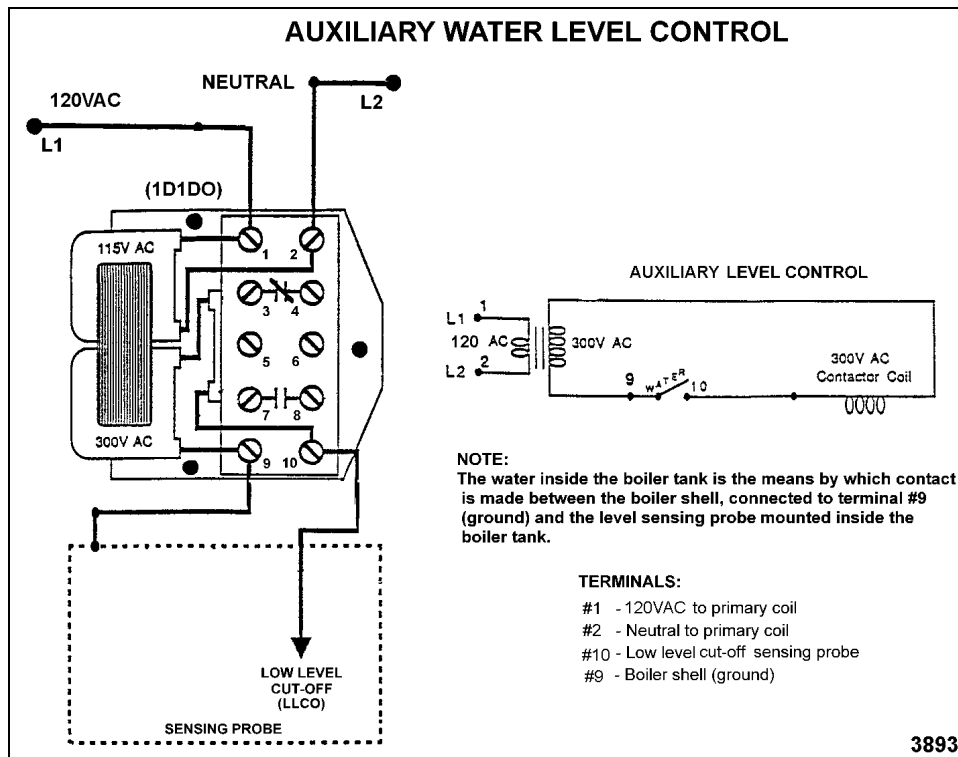 AUXILIARY WATER LEVEL CONTROL
NEUTRAL
L2
120VAC
L1
(1D1DO)
115V AC
1
2
3
4
5
6
7
8
300V AC
9
10
LOW LEVEL
CUT-OFF
(LLCO)
SENSING PROBE
AUXILIARY LEVEL CONTROL
L1
1
120 AC
300V AC
L2
2
9
WATER
10
300V AC
Contactor Coil
NOTE:
The water inside the boiler tank is the means by which contact
is made between the boiler shell, connected to terminal #9
(ground) and the level sensing probe mounted inside the
boiler tank.
TERMINALS:
#1 - 120VAC to primary coil
#2 - Neutral to primary coil
#10 - Low level cut-off sensing probe
#9 - Boiler shell (ground)
3893